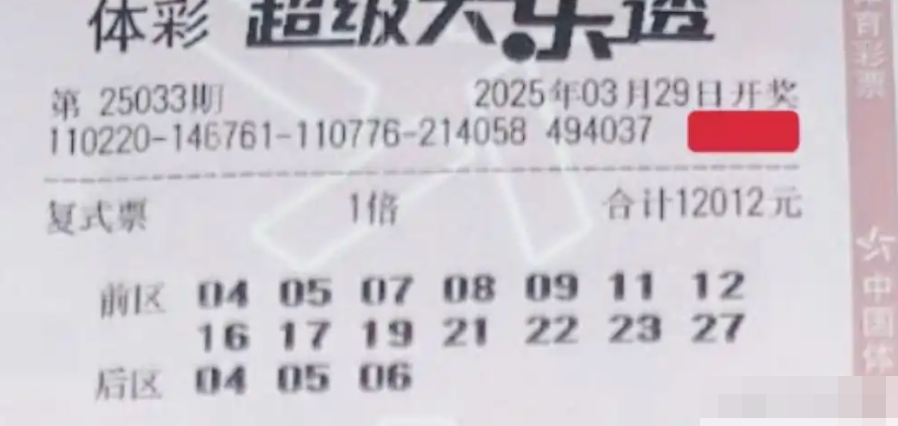 体彩 超级大乐透
第 25033期 2025年03月29日开奖
110220-146761-110776-214058 494037
复式票 1倍 合计12012元
前区 04 05 07 08 09 11 12
16 17 19 21 22 23 27
后区 04 05 06
体育彩票
中国体